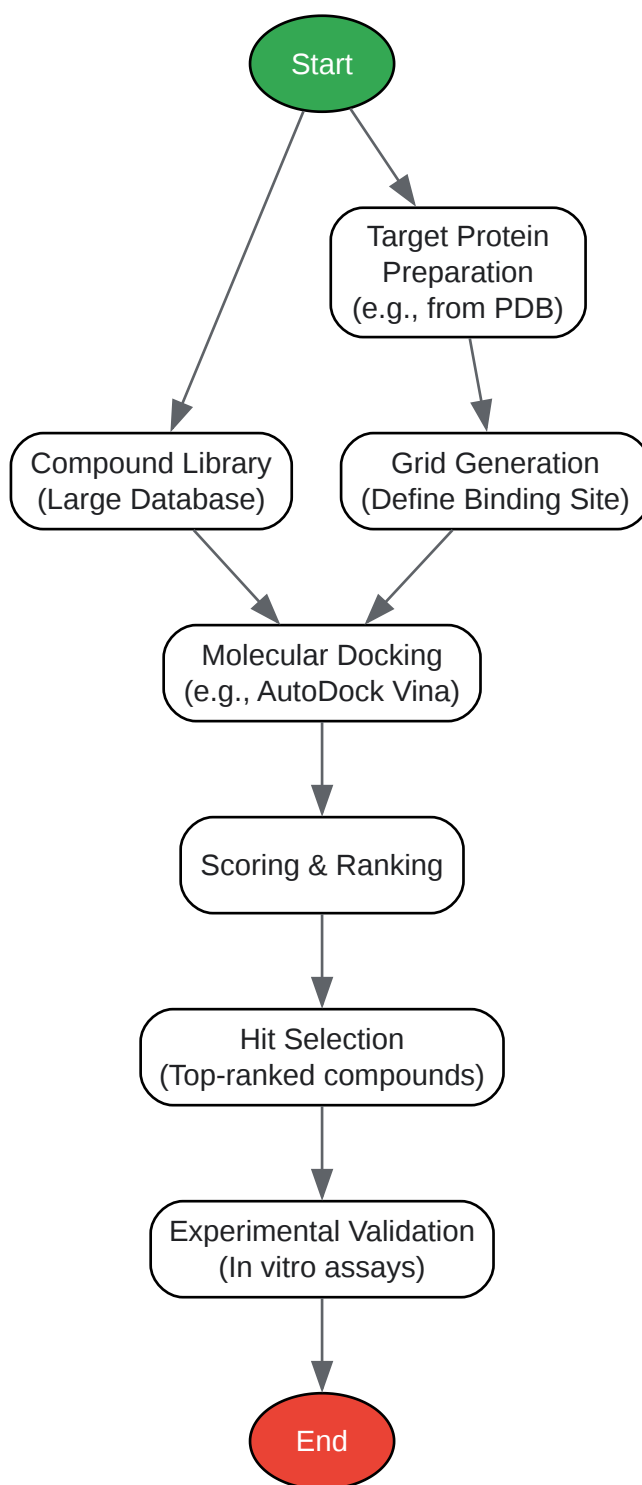 Start
Target Protein
Preparation
(e.g., from PDB)
Compound Library
(Large Database)
Grid Generation
(Define Binding Site)
Molecular Docking
(e.g., AutoDock Vina)
Scoring & Ranking
Hit Selection
(Top-ranked compounds)
Experimental Validation
(In vitro assays)
End